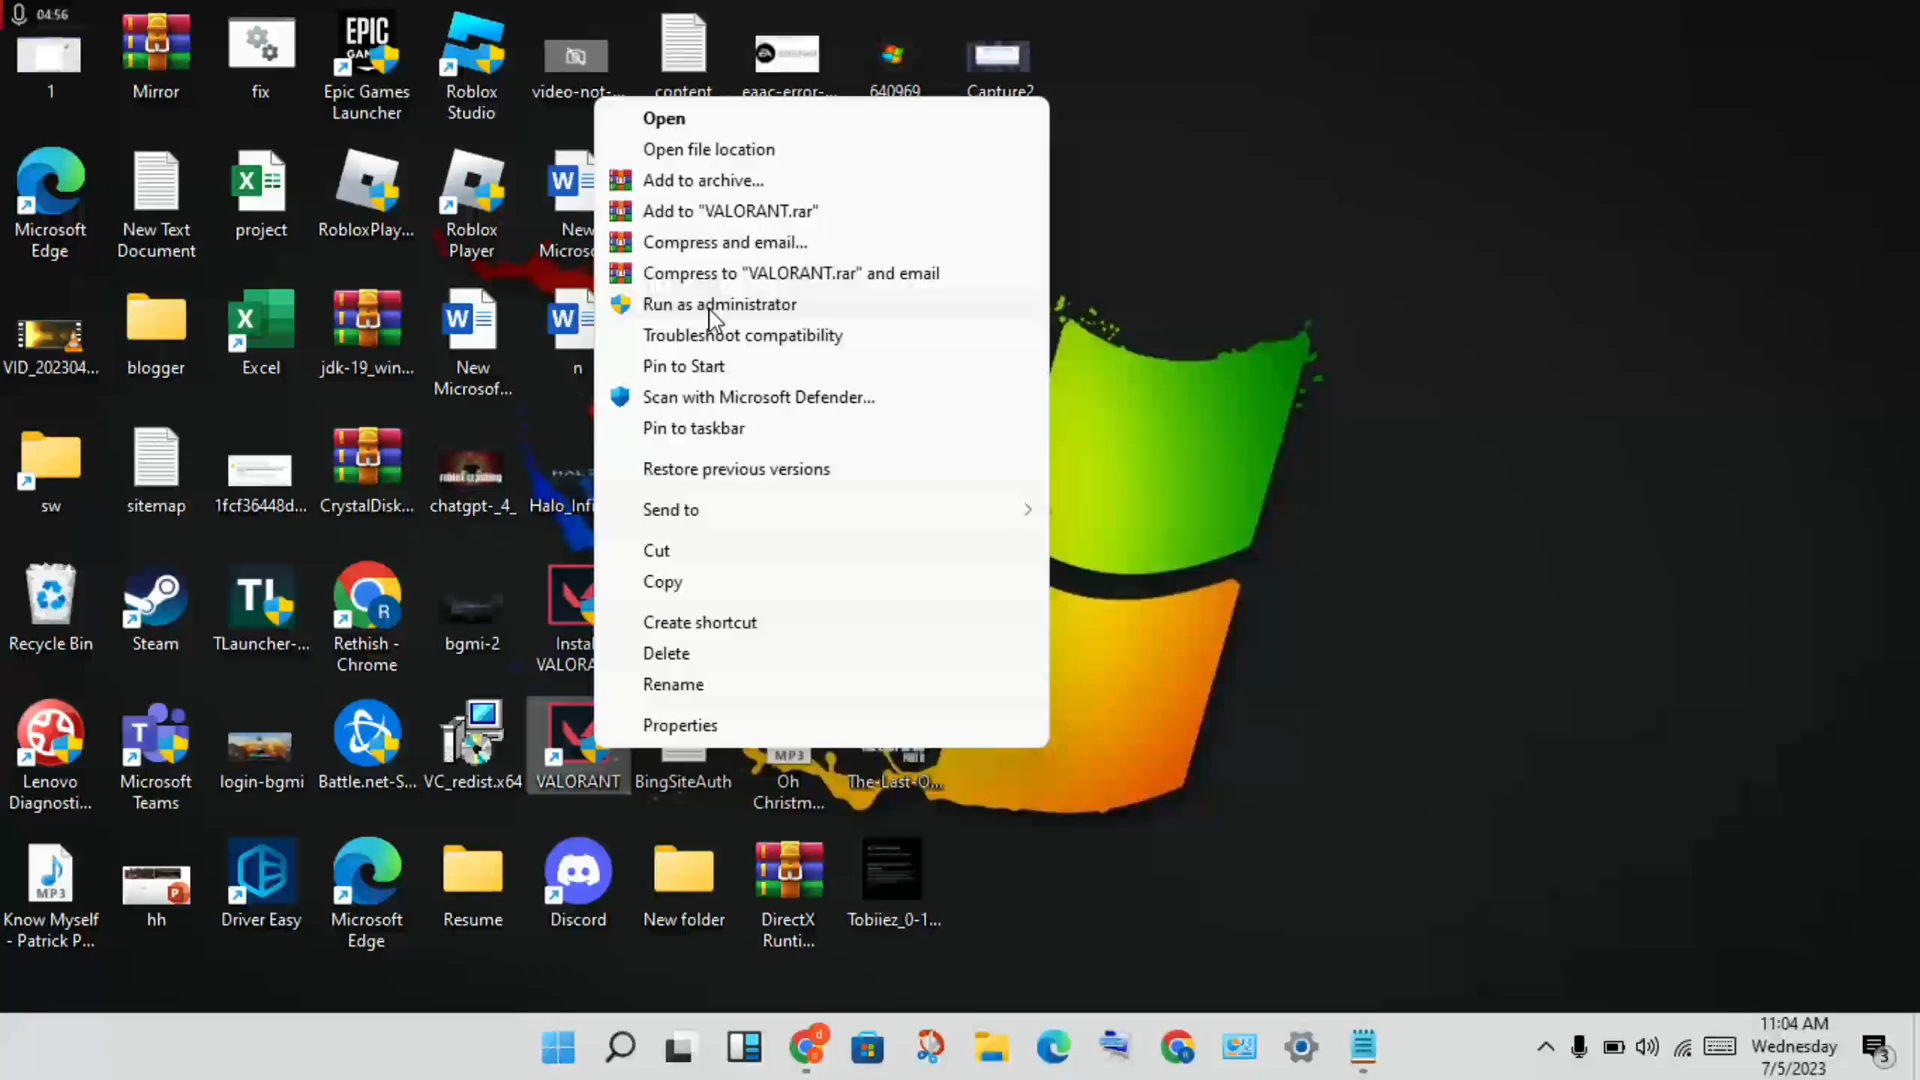 04:56
1
Mirror
fix
Epic Games
Launcher
Roblox
Studio
video-not-...
content
eaac-error-...
640969
Capture2
EPIC
Microsoft
Edge
New Text
Document
project
RobloxPlay...
Roblox
Player
New
Microso
VID_202304...
blogger
Excel
jdk-19_win...
New
Microsof...
n
sw
sitemap
1fcf36448d...
CrystalDisk...
chatgpt-_4_
Halo_Infi
Recycle Bin
Steam
TLauncher-...
Rethish -
Chrome
bgmi-2
Instal
VALORA
Lenovo
Diagnosti...
Microsoft
Teams
login-bgmi
Battle.net-S...
VC_redist.x64
VALORANT
BingSiteAuth
MP3
Oh
Christm...
The-Last-O...
MP3
Know Myself
- Patrick P...
hh
Driver Easy
Microsoft
Edge
Resume
Discord
New folder
DirectX
Runti...
Tobiiez_0-1...
Open
Open file location
Add to archive...
Add to "VALORANT.rar"
Compress and email...
Compress to "VALORANT.rar" and email
Run as administrator
Troubleshoot compatibility
Pin to Start
Scan with Microsoft Defender...
Pin to taskbar
Restore previous versions
Send to
Cut
Copy
Create shortcut
Delete
Rename
Properties
11:04 AM
Wednesday
7/5/2023
3